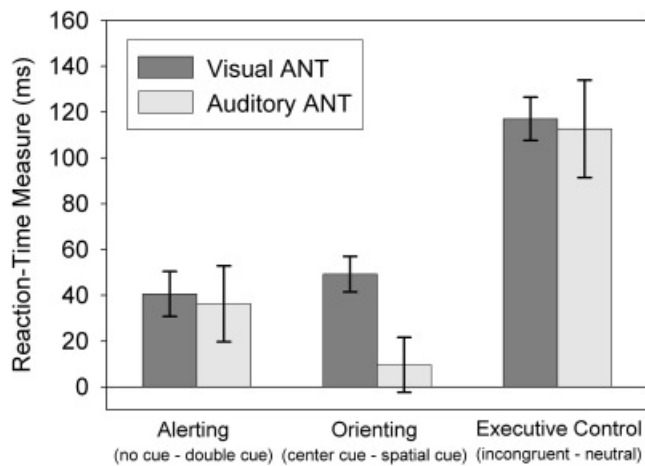 160
140
120
100
80
60
40
20
0
Reaction-Time Measure (ms)
Visual ANT
Auditory ANT
Alerting
(no cue - double cue)
Orienting
(center cue - spatial cue)
Executive Control
(incongruent - neutral)